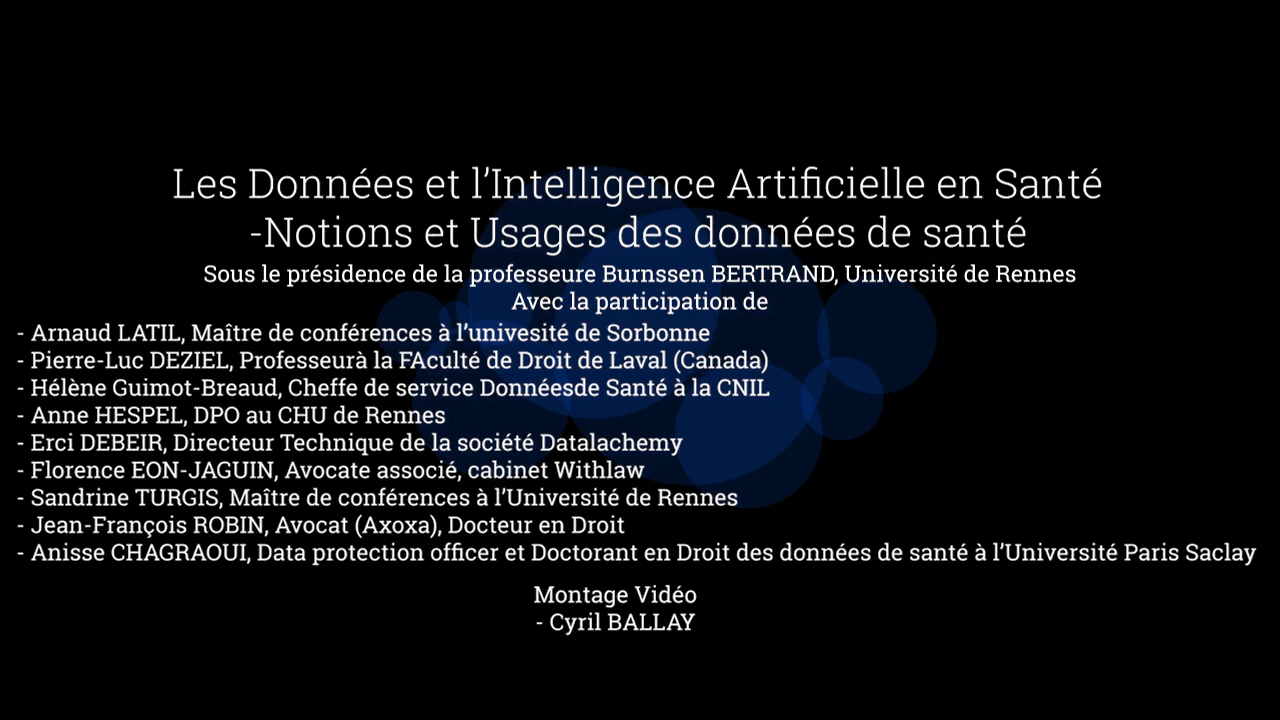 Les Données et l’Intelligence Artificielle en Santé
-Notions et Usages des données de santé
Sous le présidence de la professeure Burnssen BERTRAND, Université de Rennes
Avec la participation de
- Arnaud LATIL, Maître de conférences à l’univesité de Sorbonne
- Pierre-Luc DEZIEL, Professeurà la FAculté de Droit de Laval (Canada)
- Hélène Guimot-Breaud, Cheffe de service Donnéesde Santé à la CNIL
- Anne HESPEL, DPO au CHU de Rennes
- Erci DEBEIR, Directeur Technique de la société Datalachemy
- Florence EON-JAGUIN, Avocate associé, cabinet Withlaw
- Sandrine TURGIS, Maître de conférences à l’Université de Rennes
- Jean-François ROBIN, Avocat (Axoxa), Docteur en Droit
- Anisse CHAGRAOUI, Data protection officer et Doctorant en Droit des données de santé à l’Université Paris Saclay
Montage Vidéo
- Cyril BALLAY